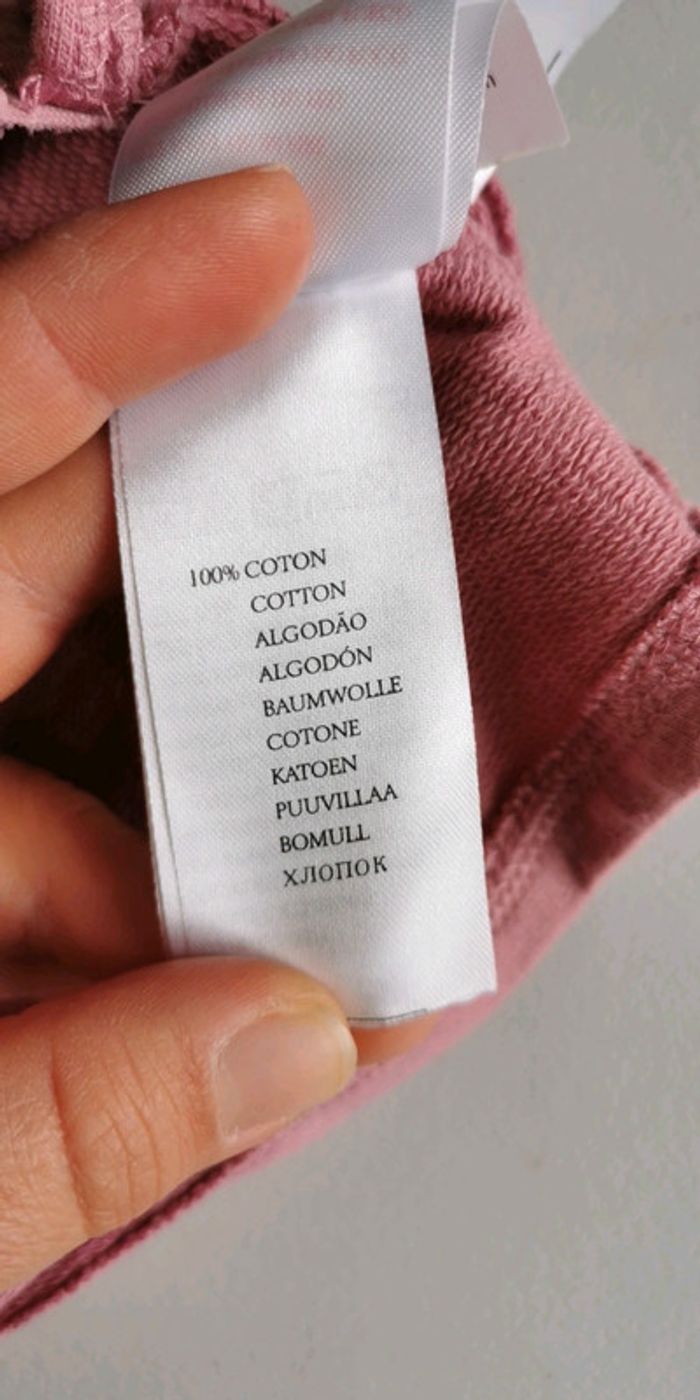 100% COTON
COTTON
ALGODÃO
ALGODÓN
BAUMWOLLE
COTONE
KATOEN
PUUVILLAA
BOMULL
ХЛОПОК